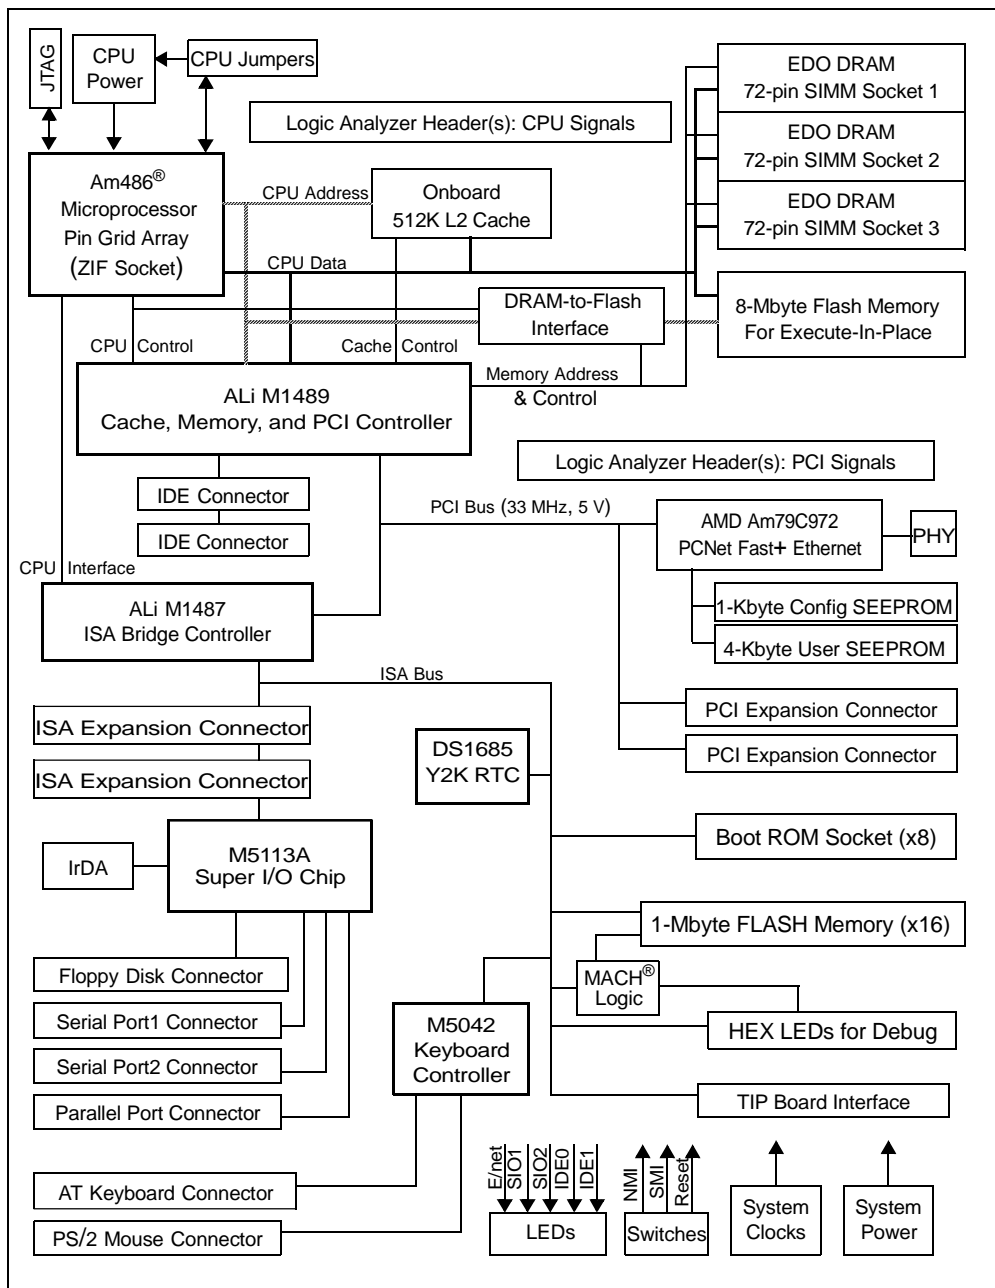 JTAG
CPU
Power
CPU Jumpers
EDO DRAM
72-pin SIMM Socket 1
Logic Analyzer Header(s): CPU Signals
EDO DRAM
72-pin SIMM Socket 2
Am486®
Microprocessor
Pin Grid Array
(ZIF Socket)
CPU Address
Onboard
512K L2 Cache
EDO DRAM
72-pin SIMM Socket 3
CPU Data
DRAM-to-Flash
Interface
8-Mbyte Flash Memory
For Execute-In-Place
CPU Control
Cache Control
ALi M1489
Cache, Memory, and PCI Controller
Memory Address
& Control
Logic Analyzer Header(s): PCI Signals
IDE Connector
PCI Bus (33 MHz, 5 V)
AMD Am79C972
PCNet Fast+ Ethernet
PHY
IDE Connector
CPU Interface
ALi M1487
ISA Bridge Controller
1-Kbyte Config SEEPROM
4-Kbyte User SEEPROM
ISA Bus
ISA Expansion Connector
PCI Expansion Connector
DS1685
Y2K RTC
PCI Expansion Connector
ISA Expansion Connector
Boot ROM Socket (x8)
IrDA
M5113A
Super I/O Chip
1-Mbyte FLASH Memory (x16)
Floppy Disk Connector
MACH®
Logic
Serial Port1 Connector
M5042
Keyboard
Controller
HEX LEDs for Debug
Serial Port2 Connector
Parallel Port Connector
TIP Board Interface
AT Keyboard Connector
PS/2 Mouse Connector
E/net
SIO1
SIO2
IDE0
IDE1
LEDs
NMI
SMI
Reset
Switches
System
Clocks
System
Power